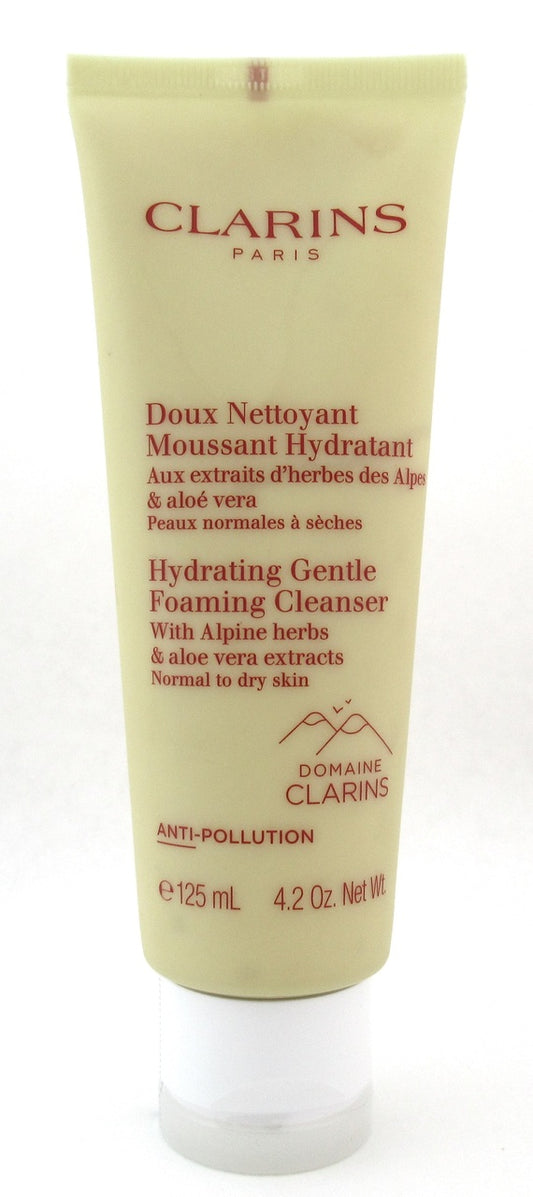 CLARINS
PARIS
Doux Nettoyant
Moussant Hydratant
Aux extraits d'herbes des Alpes
& aloé vera
Peaux normales à sèches
Hydrating Gentle
Foaming Cleanser
With Alpine herbs
& aloe vera extracts
Normal to dry skin
DOMAINE
CLARINS
ANTI-POLLUTION
℮125 mL 4.2 Oz. Net Wt.